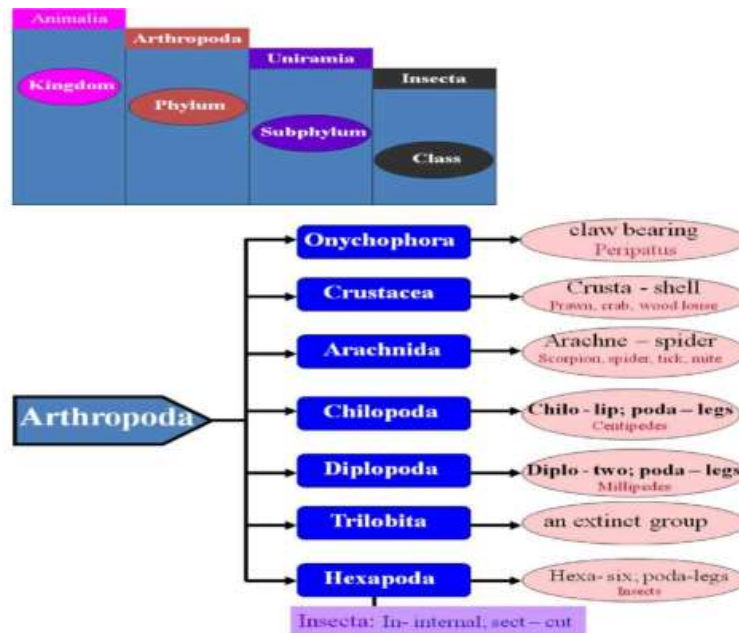 Animalia
Arthropoda
Uniramia
Insecta
Kingdom
Phylum
Subphylum
Class
Onychophora
claw bearing
Peripatus
Crustacea
Crusta - shell
Prawn, crab, wood louse
Arachnida
Arachne – spider
Scorpion, spider, tick, mite
Arthropoda
Chilopoda
Chilo - lip; poda – legs
Centipedes
Diplopoda
Diplo - two; poda – legs
Millipedes
Trilobita
an extinct group
Hexapoda
Hexa- six; poda-legs
Insects
Insecta: In- internal; sect – cut